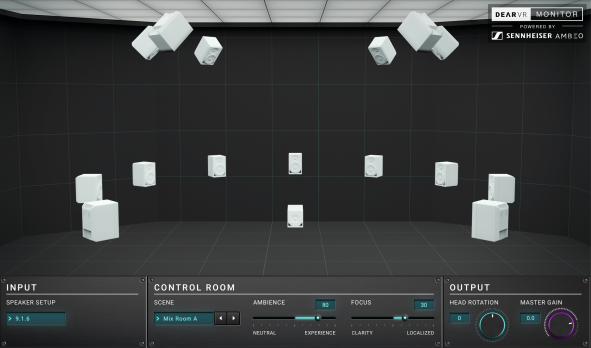 DEARVR MONITOR
POWERED BY
SENNHEISER AMBEO
INPUT
SPEAKER SETUP
9.1.6
CONTROL ROOM
SCENE
Mix Room A
AMBIENCE
80
NEUTRAL
EXPERIENCE
FOCUS
30
CLARITY
LOCALIZED
OUTPUT
HEAD ROTATION
0
MASTER GAIN
0.0